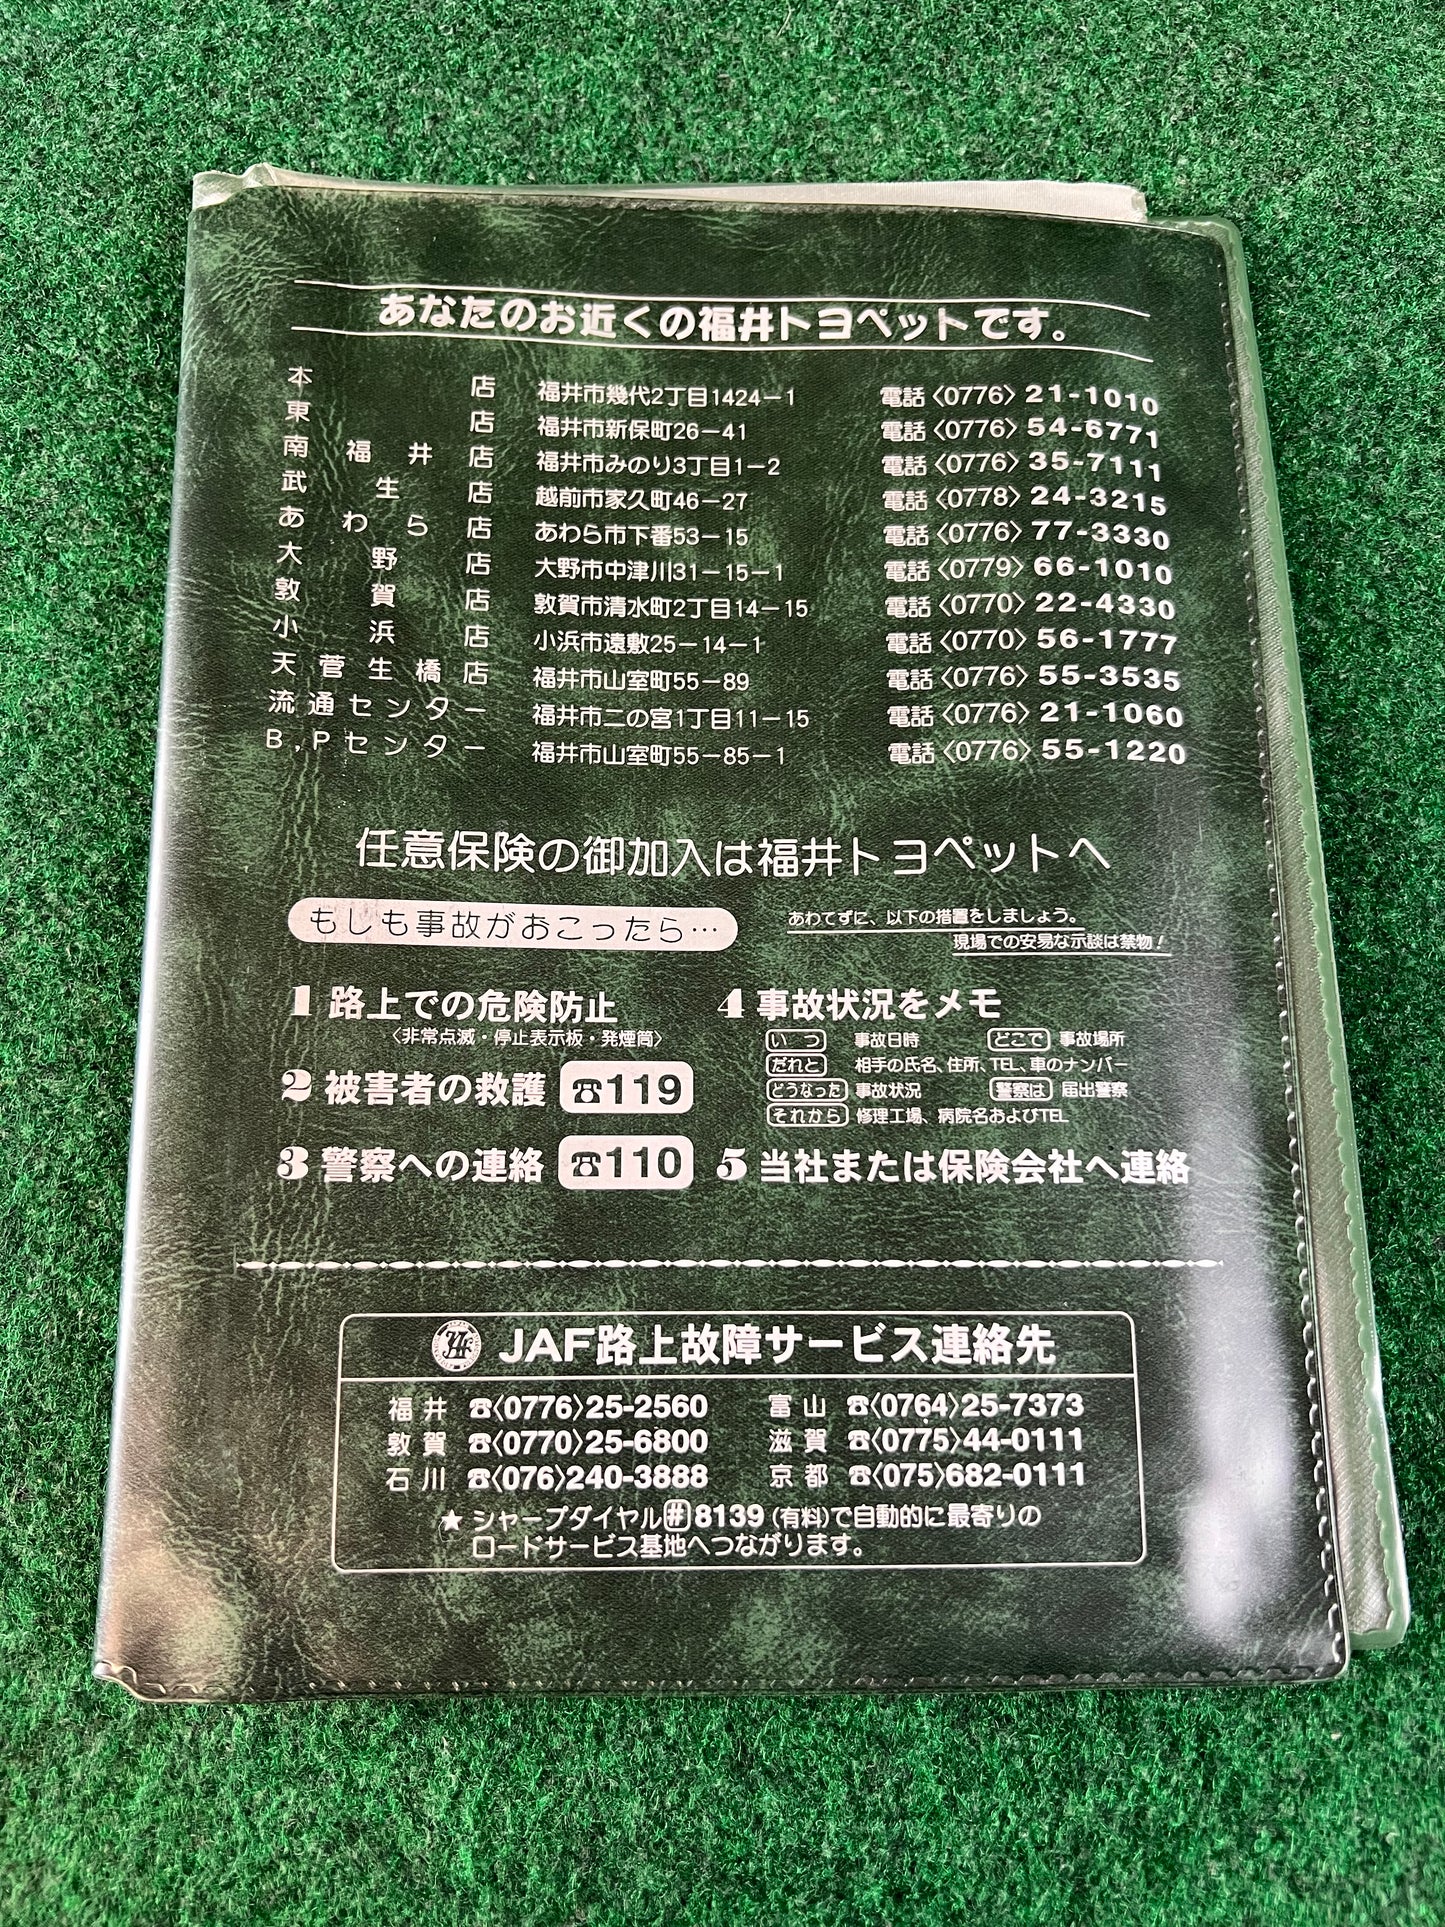 あなたのお近くの福井トヨペットです。
本店 福井市幾代2丁目1424－1 電話〈0776〉21-1010
東店 福井市新保町26－41 電話〈0776〉54-6771
南福井店 福井市みのり3丁目1－2 電話〈0776〉35-7111
武生店 越前市家久町46－27 電話〈0778〉24-3215
あわら店 あわら市下番53－15 電話〈0776〉77-3330
大野店 大野市中津川31－15－1 電話〈0779〉66-1010
敦賀店 敦賀市清水町2丁目14－15 電話〈0770〉22-4330
小浜店 小浜市遠敷25－14－1 電話〈0770〉56-1777
天菅生橋店 福井市山室町55－89 電話〈0776〉55-3535
流通センター 福井市二の宮1丁目11－15 電話〈0776〉21-1060
B,Pセンター 福井市山室町55－85－1 電話〈0776〉55-1220
任意保険の御加入は福井トヨペットへ
もしも事故がおこったら…
あわてずに、以下の措置をしましょう。
現場での安易な示談は禁物！
1 路上での危険防止
〈非常点滅・停止表示板・発煙筒〉
2 被害者の救護 ☎119
3 警察への連絡 ☎110
4 事故状況をメモ
いつ 事故日時 どこで 事故場所
だれと 相手の氏名、住所、TEL、車のナンバー
どうなった 事故状況 警察は 届出警察
それから 修理工場、病院名およびTEL
5 当社または保険会社へ連絡
JAF路上故障サービス連絡先
福井 ☎〈0776〉25-2560 富山 ☎〈0764〉25-7373
敦賀 ☎〈0770〉25-6800 滋賀 ☎〈0775〉44-0111
石川 ☎〈076〉240-3888 京都 ☎〈075〉682-0111
★シャープダイヤル#8139(有料)で自動的に最寄りの
ロードサービス基地へつながります。